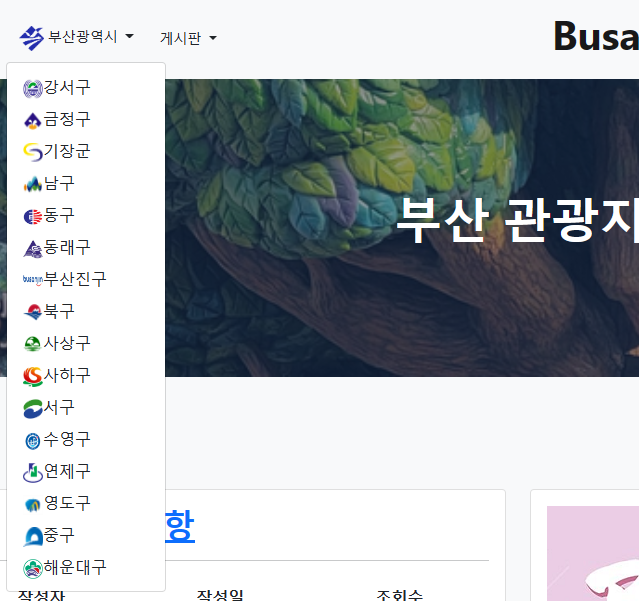 부산광역시 게시판
Busa
강서구
금정구
기장군
남구
동구
동래구
부산진구
북구
사상구
사하구
서구
수영구
연제구
영도구
중구
해운대구
부산 관광지
항
작성자 작성일 조회수